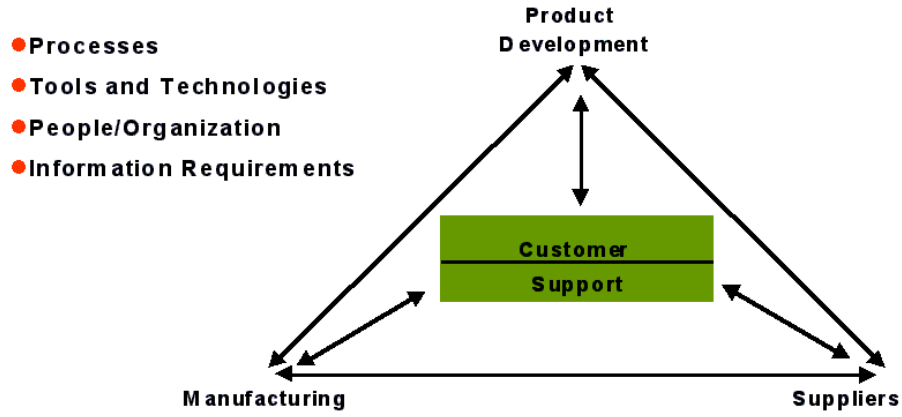 Product
Development
Processes
Tools and Technologies
People/Organization
Information Requirements
Customer
Support
Manufacturing
Suppliers